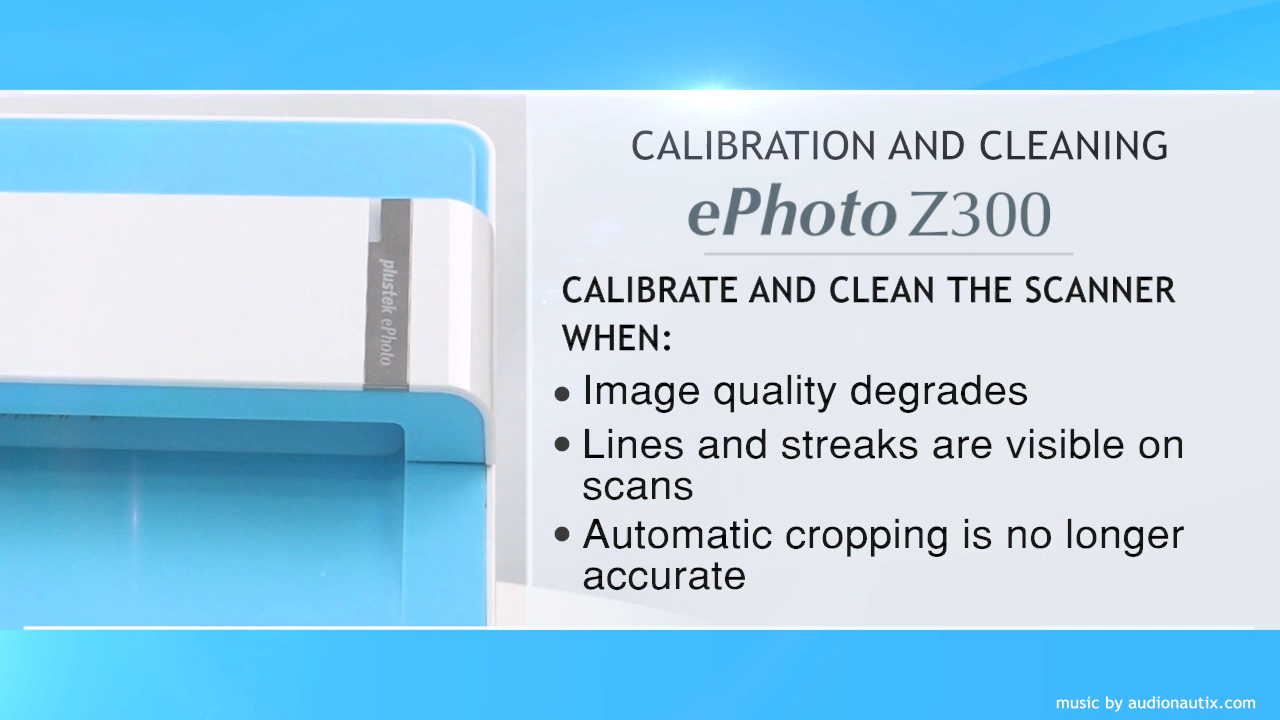 CALIBRATION AND CLEANING
ePhoto Z300
CALIBRATE AND CLEAN THE SCANNER
WHEN:
• Image quality degrades
• Lines and streaks are visible on
scans
• Automatic cropping is no longer
accurate
plustek ePhoto
music by audionautix.com